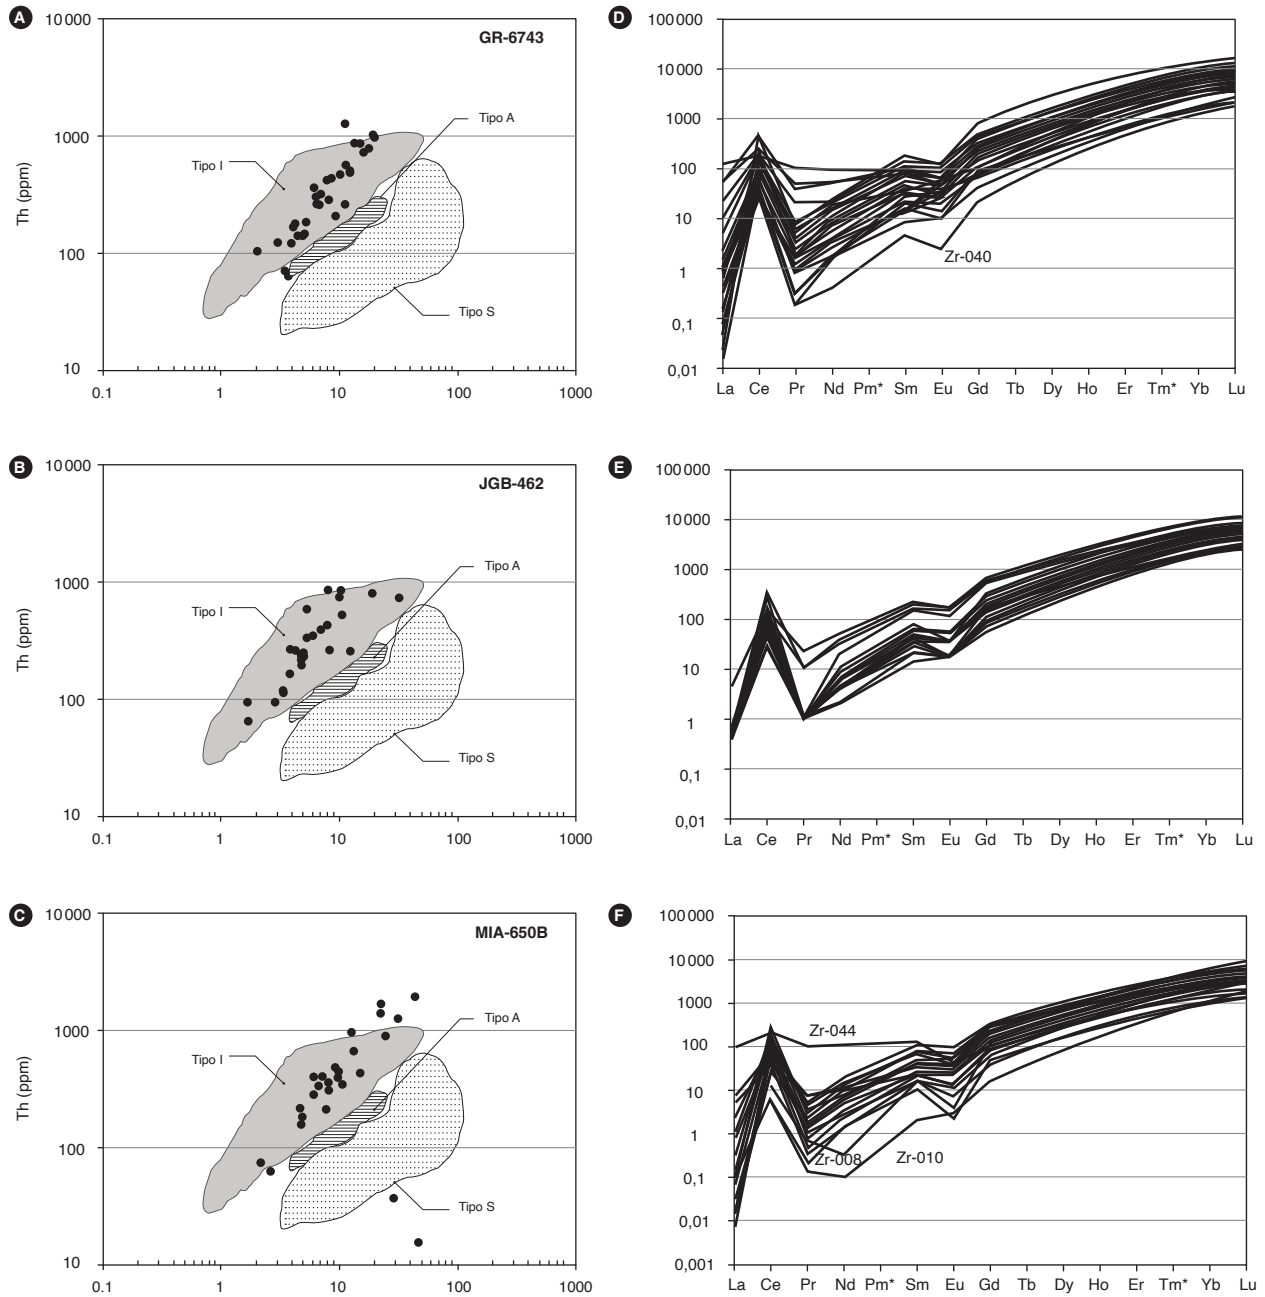 A
10 000
1000
100
10
Th (ppm)
GR-6743
Tipo A
Tipo I
Tipo S
0.1 1 10 100 1000
D
100 000
10 000
1000
100
10
1
0,1
0,01
Zr-040
La Ce Pr Nd Pm* Sm Eu Gd Tb Dy Ho Er Tm* Yb Lu
B
10 000
1000
100
10
Th (ppm)
JGB-462
Tipo A
Tipo I
Tipo S
0.1 1 10 100 1000
E
100 000
10 000
1000
100
10
1
0,1
0,01
La Ce Pr Nd Pm* Sm Eu Gd Tb Dy Ho Er Tm* Yb Lu
C
10 000
1000
100
10
Th (ppm)
MIA-650B
Tipo A
Tipo I
Tipo S
0.1 1 10 100 1000
F
100 000
10 000
1000
100
10
1
0,1
0,01
0,001
Zr-044
Zr-008
Zr-010
La Ce Pr Nd Pm* Sm Eu Gd Tb Dy Ho Er Tm* Yb Lu